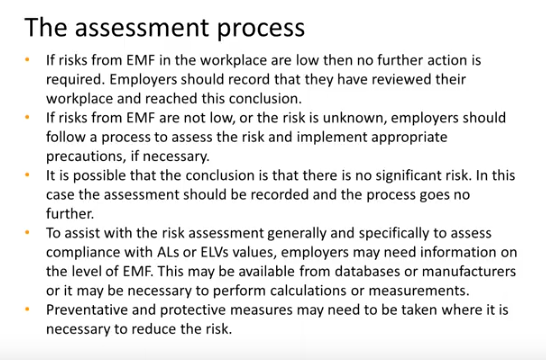 The assessment process
• If risks from EMF in the workplace are low then no further action is
required. Employers should record that they have reviewed their
workplace and reached this conclusion.
• If risks from EMF are not low, or the risk is unknown, employers should
follow a process to assess the risk and implement appropriate
precautions, if necessary.
• It is possible that the conclusion is that there is no significant risk. In this
case the assessment should be recorded and the process goes no
further.
• To assist with the risk assessment generally and specifically to assess
compliance with ALs or ELVs values, employers may need information on
the level of EMF. This may be available from databases or manufacturers
or it may be necessary to perform calculations or measurements.
• Preventative and protective measures may need to be taken where it is
necessary to reduce the risk.